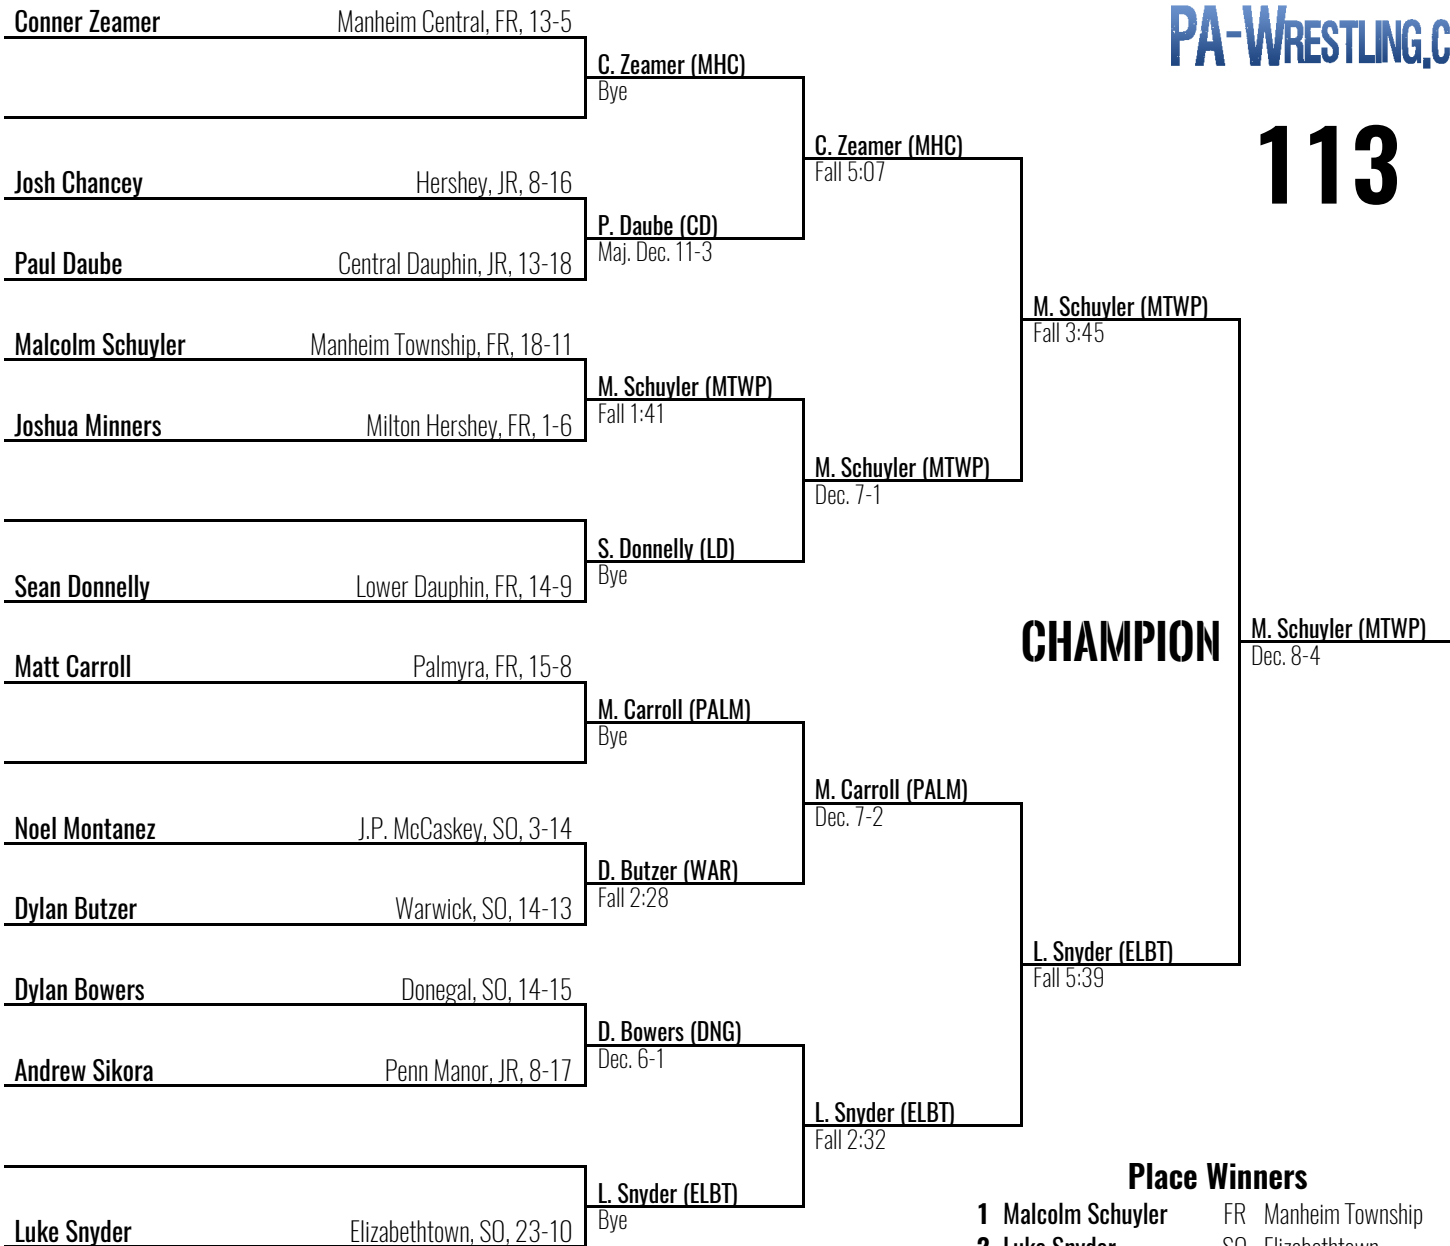 Conner Zeamer Manheim Central, FR, 13-5
PA-WRESTLING.C
C. Zeamer (MHC)
Bye
113
C. Zeamer (MHC)
Fall 5:07
Josh Chancey Hershey, JR, 8-16
P. Daube (CD)
Maj. Dec. 11-3
Paul Daube Central Dauphin, JR, 13-18
M. Schuyler (MTWP)
Fall 3:45
Malcolm Schuyler Manheim Township, FR, 18-11
M. Schuyler (MTWP)
Fall 1:41
Joshua Minners Milton Hershey, FR, 1-6
M. Schuyler (MTWP)
Dec. 7-1
S. Donnelly (LD)
Bye
Sean Donnelly Lower Dauphin, FR, 14-9
CHAMPION
M. Schuyler (MTWP)
Dec. 8-4
Matt Carroll Palmyra, FR, 15-8
M. Carroll (PALM)
Bye
M. Carroll (PALM)
Dec. 7-2
Noel Montanez J.P. McCaskey, SO, 3-14
D. Butzer (WAR)
Fall 2:28
Dylan Butzer Warwick, SO, 14-13
L. Snyder (ELBT)
Fall 5:39
Dylan Bowers Donegal, SO, 14-15
D. Bowers (DNG)
Dec. 6-1
Andrew Sikora Penn Manor, JR, 8-17
L. Snyder (ELBT)
Fall 2:32
Place Winners
L. Snyder (ELBT)
Bye
1 Malcolm Schuyler FR Manheim Township
Luke Snyder Elizabethtown, SO, 23-10
2 Luke Snyder SO Elizabethtown